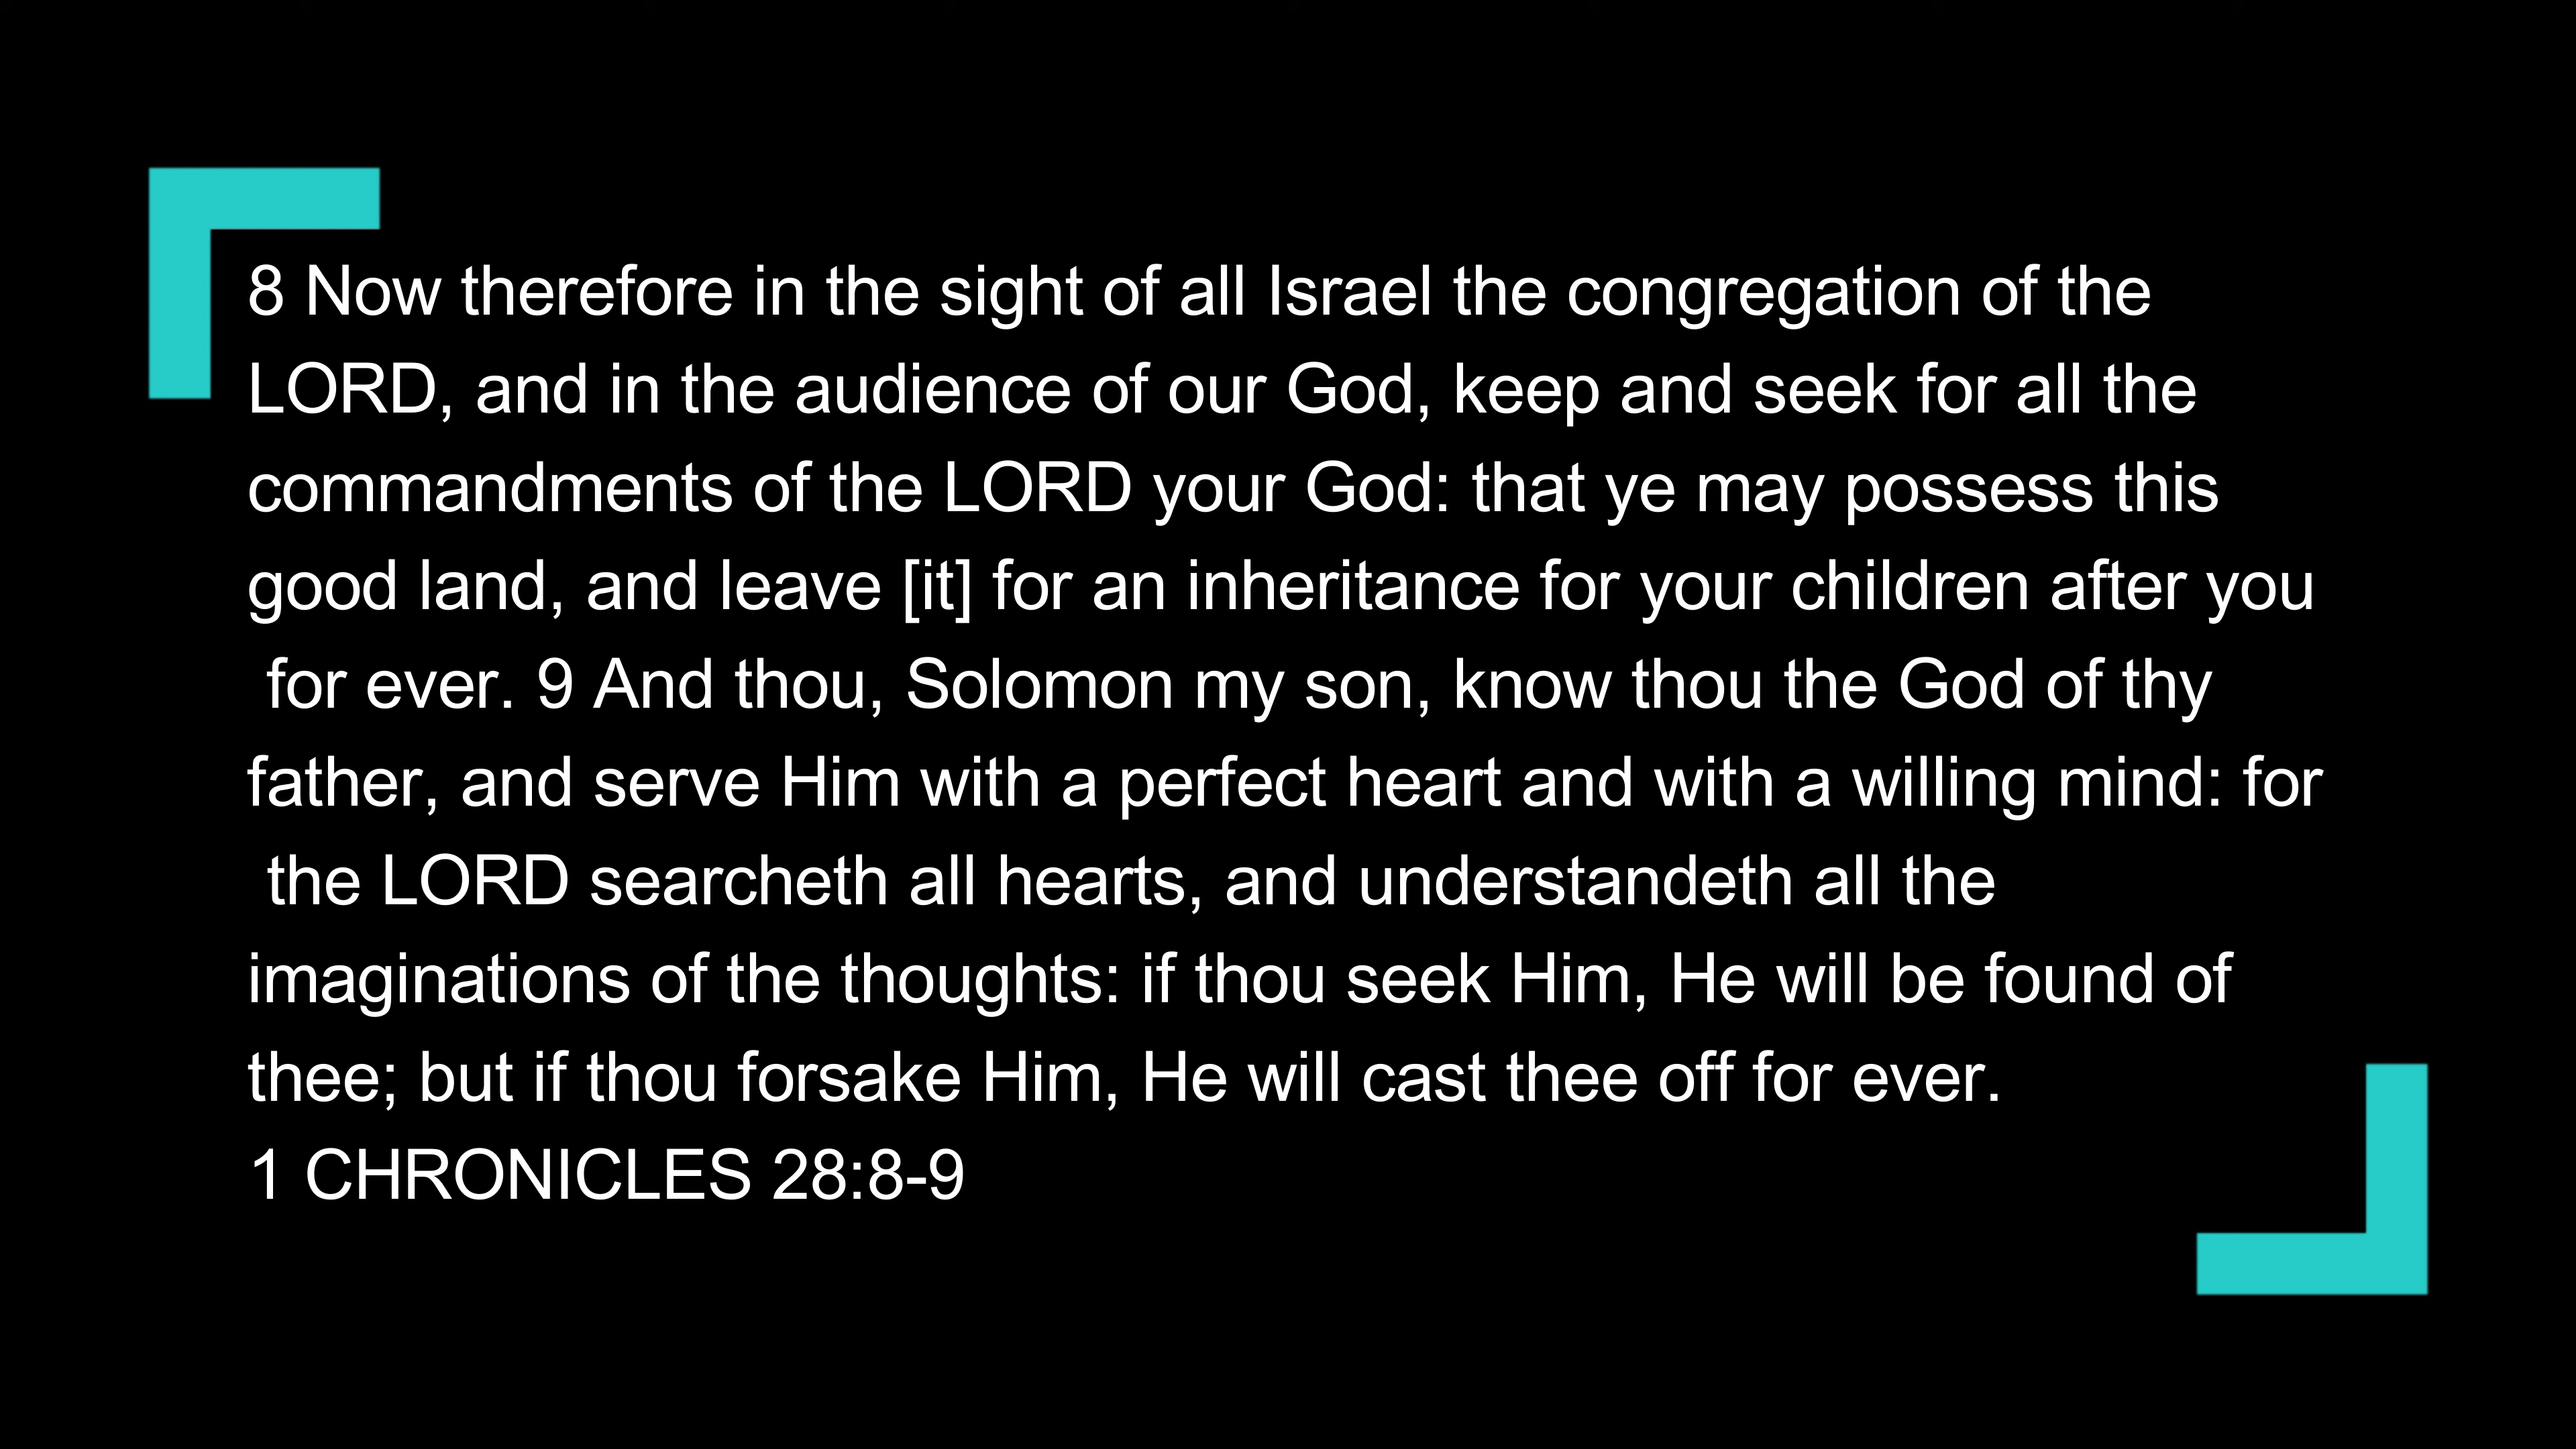 8 Now therefore in the sight of all Israel the congregation of the
LORD, and in the audience of our God, keep and seek for all the
commandments of the LORD your God: that ye may possess this
good land, and leave [it] for an inheritance for your children after you
for ever. 9 And thou, Solomon my son, know thou the God of thy
father, and serve Him with a perfect heart and with a willing mind: for
the LORD searcheth all hearts, and understandeth all the
imaginations of the thoughts: if thou seek Him, He will be found of
thee; but if thou forsake Him, He will cast thee off for ever.
1 CHRONICLES 28:8-9